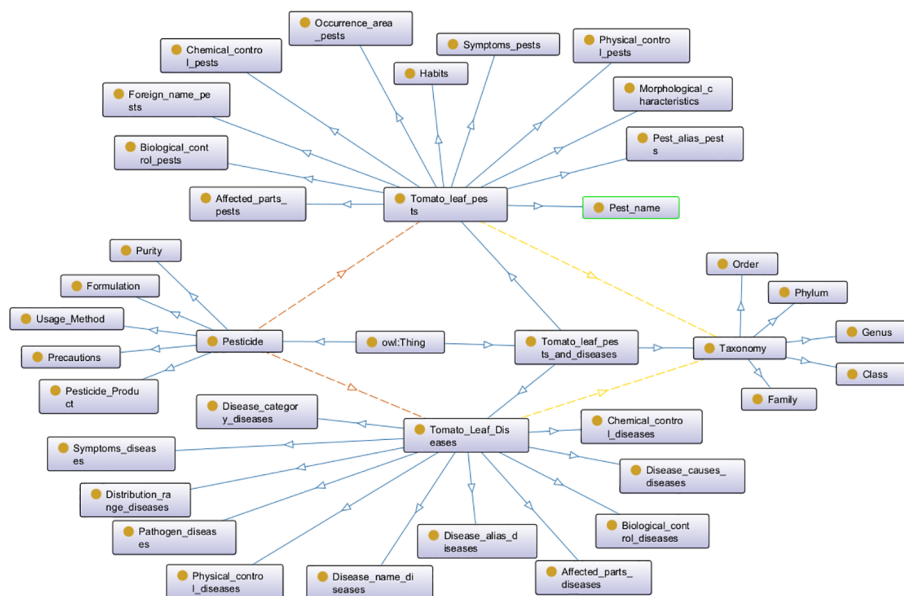 Occurrence_area
_pests
Chemical_contro
l_pests
Symptoms_pests
Physical_contro
l_pests
Habits
Foreign_name_pe
sts
Morphological_c
haracteristics
Biological_cont
rol_pests
Pest_alias_pest
s
Affected_parts_
pests
Tomato_leaf_pe
sts
Pest_name
Purity
Order
Formulation
Phylum
Usage_Method
Pesticide
owl:Thing
Tomato_leaf_pe
sts_and_diseases
Taxonomy
Genus
Precautions
Class
Pesticide_Produ
ct
Family
Disease_categor
y_diseases
Tomato_Leaf_Dis
eases
Chemical_contro
l_diseases
Symptoms_diseas
es
Disease_causes_
diseases
Distribution_ra
nge_diseases
Pathogen_diseas
es
Disease_alias_d
iseases
Biological_cont
rol_diseases
Physical_contro
l_diseases
Disease_name_di
seases
Affected_parts_
diseases